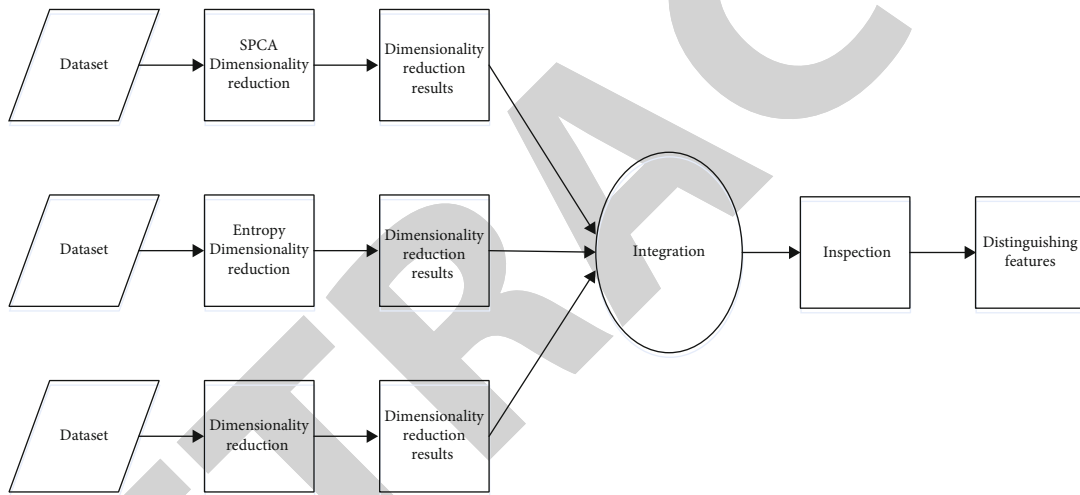 Dataset
SPCA
Dimensionality
reduction
Dimensionality
reduction
results
Dataset
Entropy
Dimensionality
reduction
Dimensionality
reduction
results
Integration
Inspection
Distinguishing
features
Dataset
Dimensionality
reduction
Dimensionality
reduction
results
TRAC